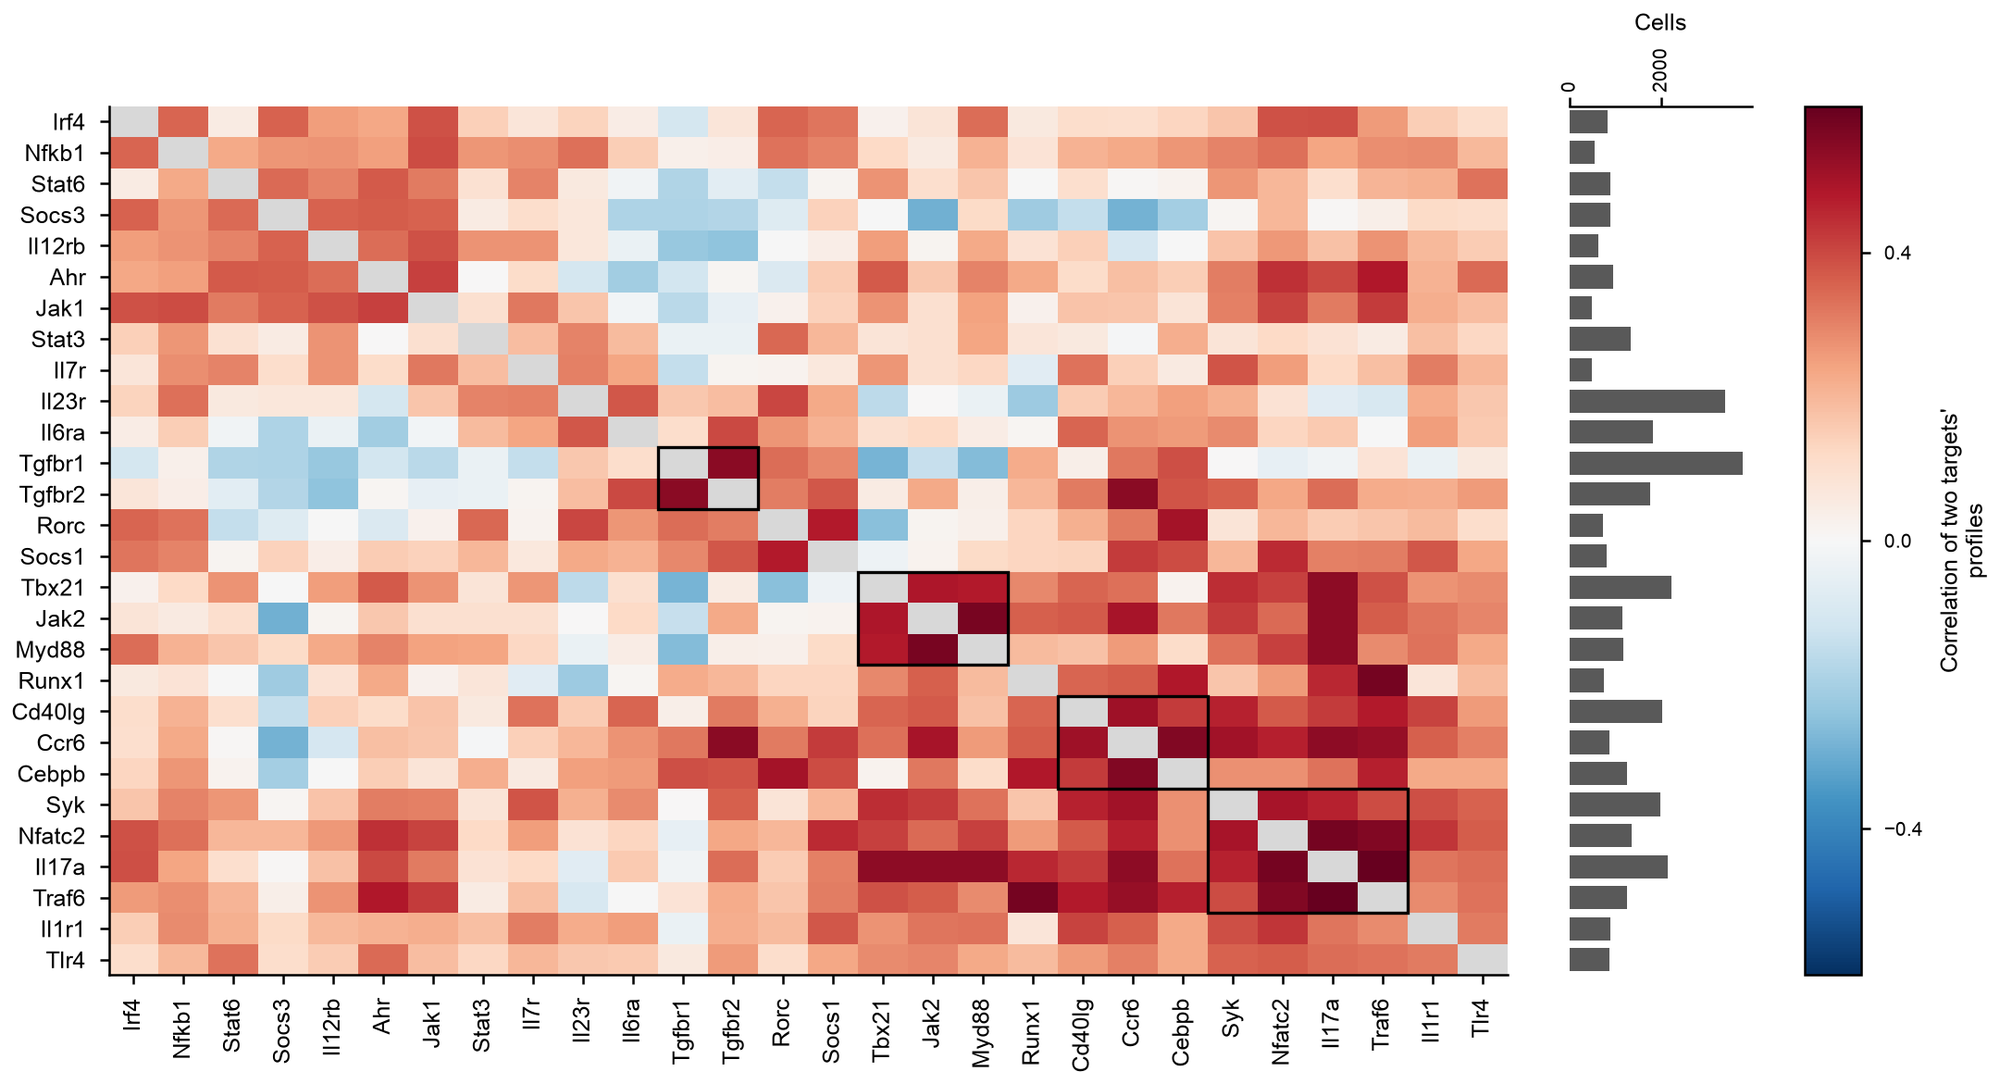 Cells
0
2000
Irf4
Nfkb1
Stat6
Socs3
Il12rb
Ahr
Jak1
Stat3
Il7r
Il23r
Il6ra
Tgfbr1
Tgfbr2
Rorc
Socs1
Tbx21
Jak2
Myd88
Runx1
Cd40lg
Ccr6
Cebpb
Syk
Nfatc2
Il17a
Traf6
Il1r1
Tlr4
Irf4
Nfkb1
Stat6
Socs3
Il12rb
Ahr
Jak1
Stat3
Il7r
Il23r
Il6ra
Tgfbr1
Tgfbr2
Rorc
Socs1
Tbx21
Jak2
Myd88
Runx1
Cd40lg
Ccr6
Cebpb
Syk
Nfatc2
Il17a
Traf6
Il1r1
Tlr4
0.4
0.0
−0.4
Correlation of two targets'
profiles